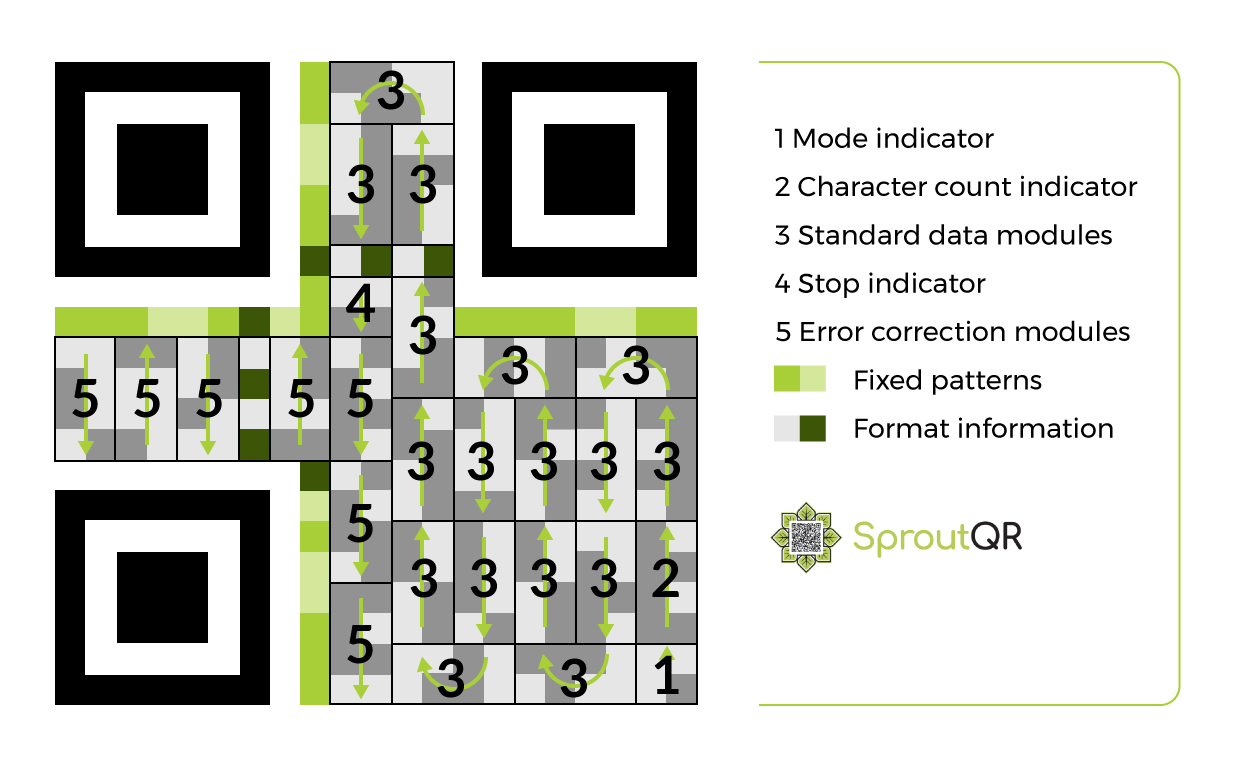 3
3 3
4
3
3 3
5 5 5 5 5
3 3 3 3 3
5
3 3 3 3 2
5
3 3 1
1 Mode indicator
2 Character count indicator
3 Standard data modules
4 Stop indicator
5 Error correction modules
Fixed patterns
Format information
SproutQR